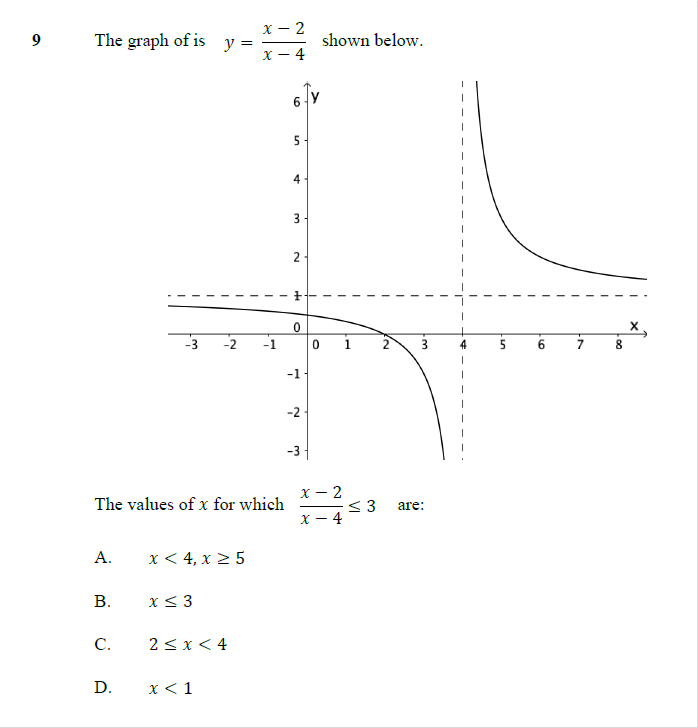 9 The graph of is y = \frac{x − 2}{x − 4} shown below.
y
6
5
4
3
2
1
0
x
-3 -2 -1 0 1 2 3 4 5 6 7 8
-1
-2
-3
The values of x for which \frac{x − 2}{x − 4} ≤ 3 are:
A. x < 4, x ≥ 5
B. x ≤ 3
C. 2 ≤ x < 4
D. x < 1